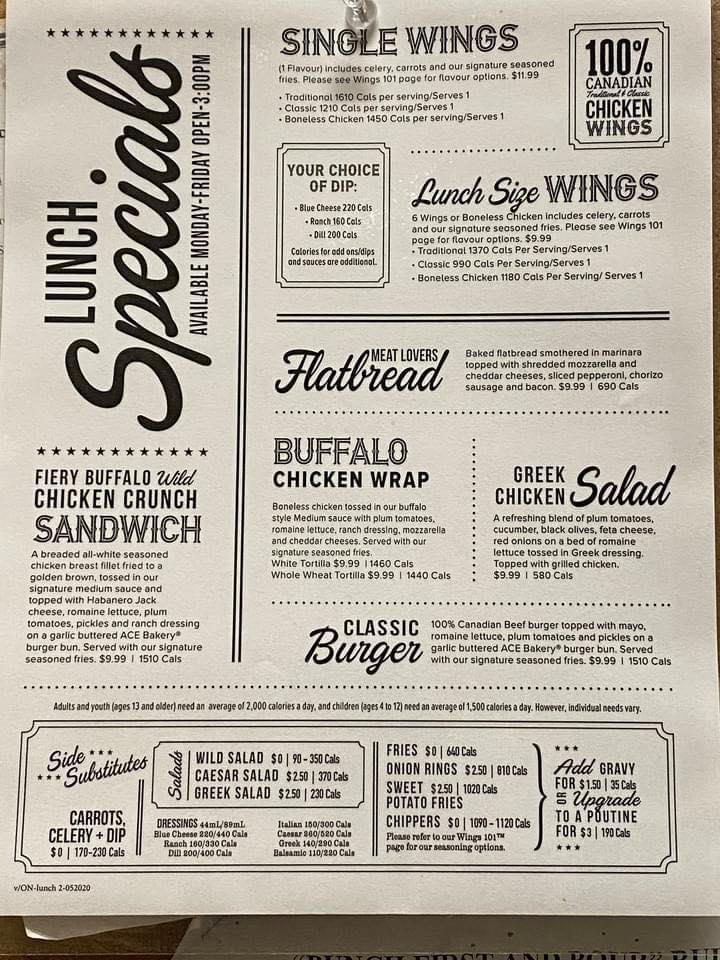 LUNCH
Specials
AVAILABLE MONDAY-FRIDAY OPEN-3:00PM
FIERY BUFFALO Wild
CHICKEN CRUNCH
SANDWICH
A breaded all-white seasoned
chicken breast fillet fried to a
golden brown, tossed in our
signature medium sauce and
topped with Habanero Jack
cheese, romaine lettuce, plum
tomatoes, pickles and ranch dressing
on a garlic buttered ACE Bakery®
burger bun. Served with our signature
seasoned fries. $9.99 | 1510 Cals
SINGLE WINGS
(1 Flavour) includes celery, carrots and our signature seasoned
fries. Please see Wings 101 page for flavour options. $11.99
• Traditional 1610 Cals per serving/Serves 1
• Classic 1210 Cals per serving/Serves 1
• Boneless Chicken 1450 Cals per serving/Serves 1
100%
CANADIAN
Traditional & Classic
CHICKEN
WINGS
YOUR CHOICE
OF DIP:
• Blue Cheese 220 Cals
• Ranch 160 Cals
• Dill 200 Cals
Calories for add ons/dips
and sauces are additional.
Lunch Size WINGS
6 Wings or Boneless Chicken includes celery, carrots
and our signature seasoned fries. Please see Wings 101
page for flavour options. $9.99
• Traditional 1370 Cals Per Serving/Serves 1
• Classic 990 Cals Per Serving/Serves 1
• Boneless Chicken 1180 Cals Per Serving/ Serves 1
MEAT LOVERS
Flatbread
Baked flatbread smothered in marinara
topped with shredded mozzarella and
cheddar cheeses, sliced pepperoni, chorizo
sausage and bacon. $9.99 | 690 Cals
BUFFALO
CHICKEN WRAP
Boneless chicken tossed in our buffalo
style Medium sauce with plum tomatoes,
romaine lettuce, ranch dressing, mozzarella
and cheddar cheeses. Served with our
signature seasoned fries.
White Tortilla $9.99 | 1460 Cals
Whole Wheat Tortilla $9.99 | 1440 Cals
GREEK
CHICKEN Salad
A refreshing blend of plum tomatoes,
cucumber, black olives, feta cheese,
red onions on a bed of romaine
lettuce tossed in Greek dressing.
Topped with grilled chicken.
$9.99 | 580 Cals
CLASSIC
Burger
100% Canadian Beef burger topped with mayo,
romaine lettuce, plum tomatoes and pickles on a
garlic buttered ACE Bakery® burger bun. Served
with our signature seasoned fries. $9.99 | 1510 Cals
Adults and youth (ages 13 and older) need an average of 2,000 calories a day, and children (ages 4 to 12) need an average of 1,500 calories a day. However, individual needs vary.
Side
Substitutes
CARROTS,
CELERY + DIP
$0 | 170-230 Cals
Salads
WILD SALAD $0 | 90 - 350 Cals
CAESAR SALAD $2.50 | 370 Cals
GREEK SALAD $2.50 | 230 Cals
DRESSINGS 44mL/89mL
Blue Cheese 220/440 Cals
Ranch 160/330 Cals
Dill 200/400 Cals
Italian 150/300 Cals
Caesar 260/520 Cals
Greek 140/290 Cals
Balsamic 110/220 Cals
FRIES $0 | 640 Cals
ONION RINGS $2.50 | 810 Cals
SWEET $2.50 | 1020 Cals
POTATO FRIES
CHIPPERS $0 | 1090 - 1120 Cals
Please refer to our Wings 101™
page for our seasoning options.
Add GRAVY
FOR $1.50 | 35 Cals
OR Upgrade
TO A POUTINE
FOR $3 | 190 Cals
v/ON-lunch 2-052020